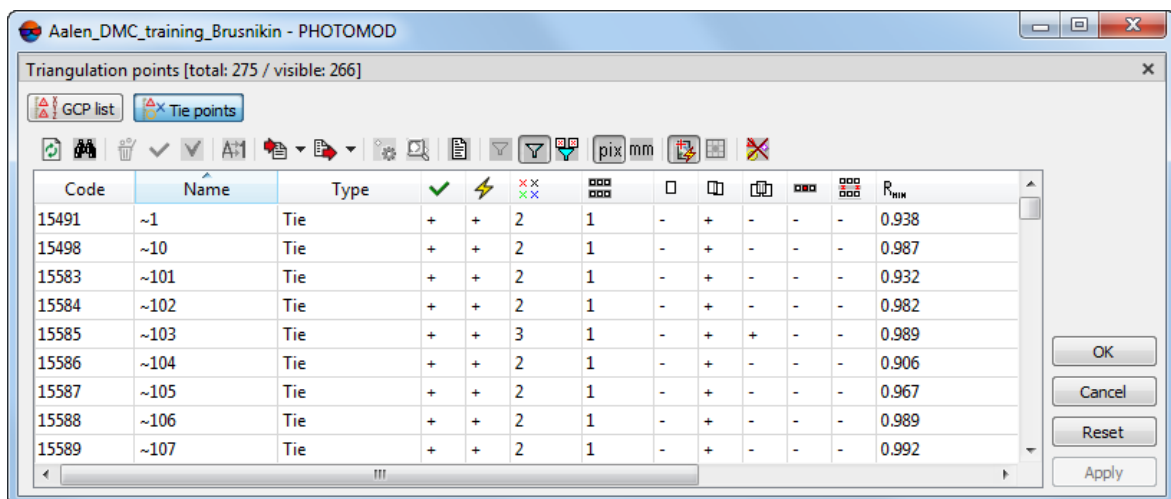 Aalen_DMC_training_Brusnikin - PHOTOMOD
Triangulation points [total: 275 / visible: 266]
GCP list Tie points
pix mm
Code Name Type R_MIN
15491 ~1 Tie + + 2 1 - + - - - 0.938
15498 ~10 Tie + + 2 1 - + - - - 0.987
15583 ~101 Tie + + 2 1 - + - - - 0.932
15584 ~102 Tie + + 2 1 - + - - - 0.982
15585 ~103 Tie + + 3 1 - + + - - 0.989
15586 ~104 Tie + + 2 1 - + - - - 0.906
15587 ~105 Tie + + 2 1 - + - - - 0.967
15588 ~106 Tie + + 2 1 - + - - - 0.989
15589 ~107 Tie + + 2 1 - + - - - 0.992
OK
Cancel
Reset
Apply